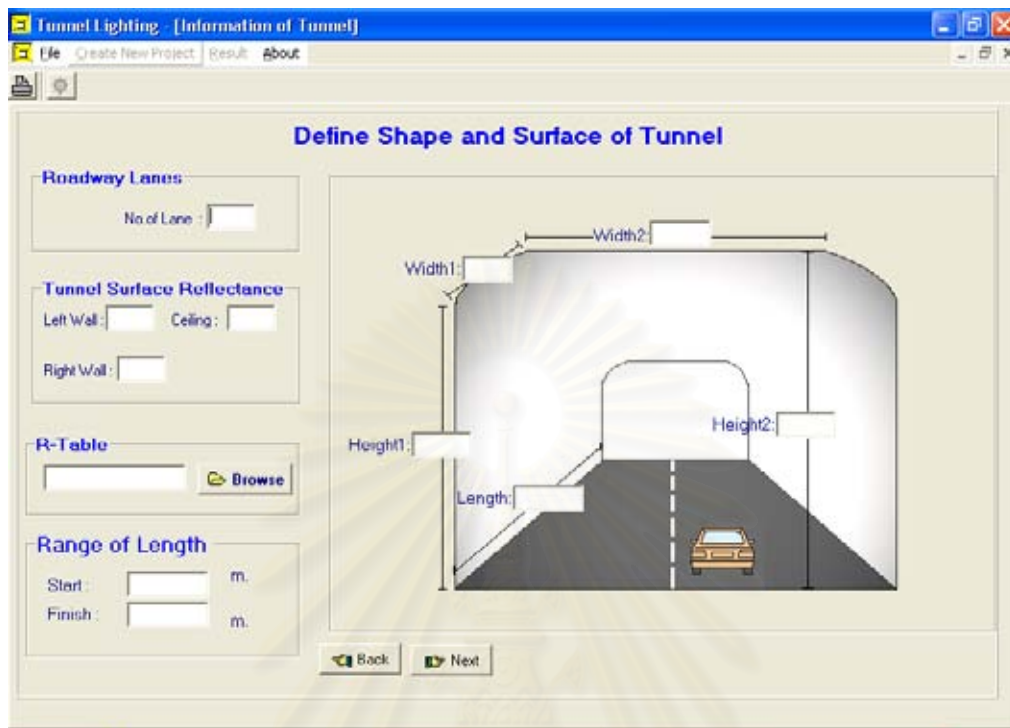 Tunnel Lighting - [Information of Tunnel]
File Create New Project Result About
Define Shape and Surface of Tunnel
Roadway Lanes
No.of Lane :
Tunnel Surface Reflectance
Left Wall : Ceiling :
Right Wall :
R-Table
Browse
Range of Length
Start : m.
Finish : m.
Width2:
Width1:
Height1:
Height2:
Length:
Back Next